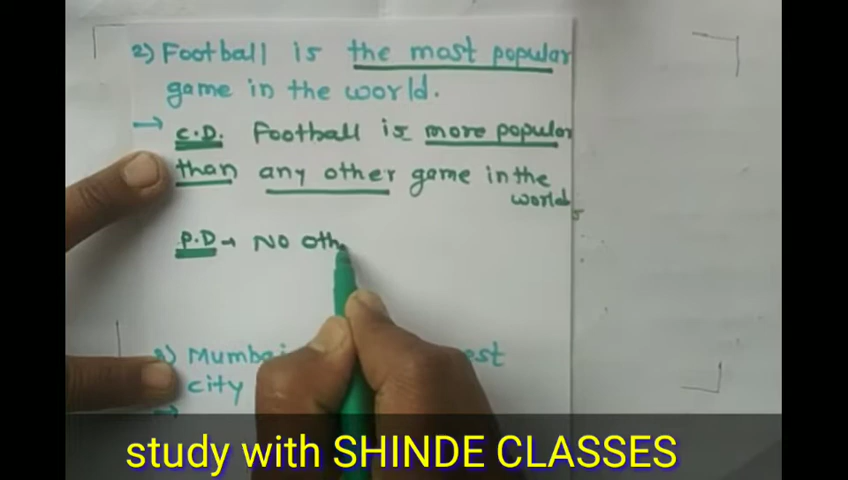 2) Football is the most popular
game in the world.
→ C.D. Football is more popular
than any other game in the
world
P.D → No oth
3) Mumbai est
city
→
study with SHINDE CLASSES